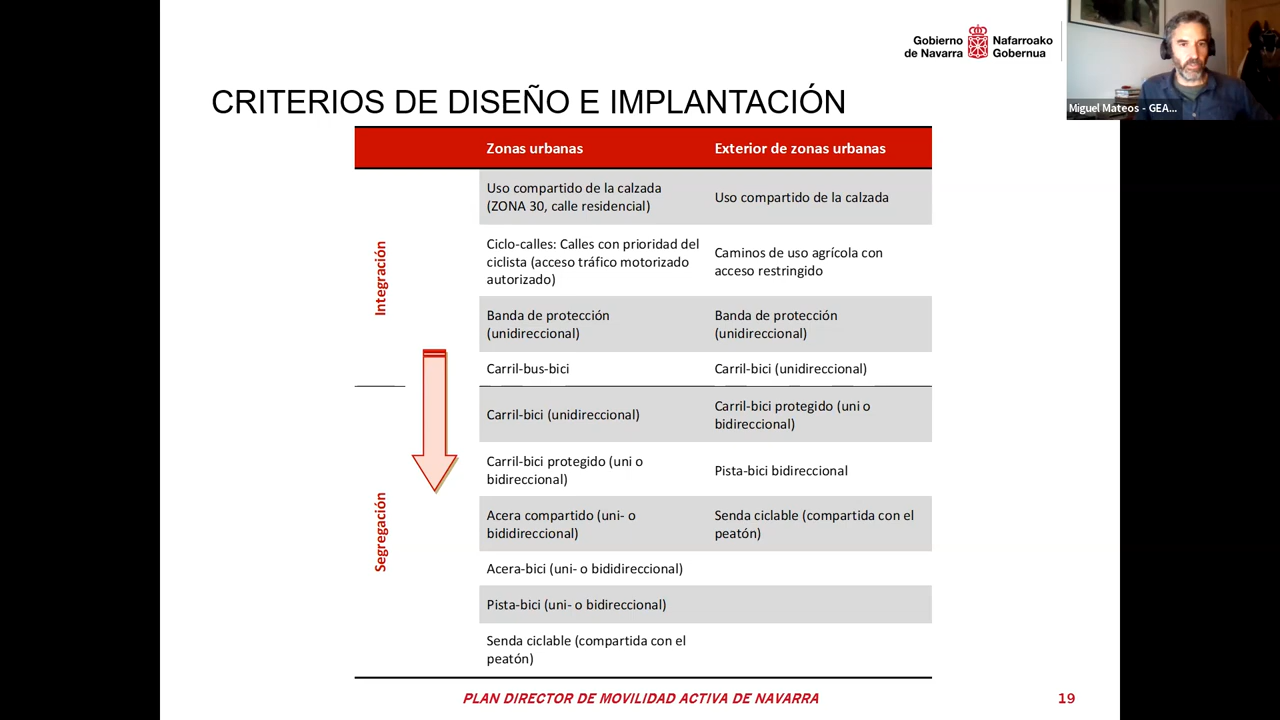 Gobierno
de Navarra
Nafarroako
Gobernua
Miguel Mateos - GEA...
CRITERIOS DE DISEÑO E IMPLANTACIÓN
Zonas urbanas
Exterior de zonas urbanas
Integración
Uso compartido de la calzada
(ZONA 30, calle residencial)
Uso compartido de la calzada
Ciclo-calles: Calles con prioridad del
ciclista (acceso tráfico motorizado
autorizado)
Caminos de uso agrícola con
acceso restringido
Banda de protección
(unidireccional)
Banda de protección
(unidireccional)
Carril-bus-bici
Carril-bici (unidireccional)
Segregación
Carril-bici (unidireccional)
Carril-bici protegido (uni o
bidireccional)
Carril-bici protegido (uni o
bidireccional)
Pista-bici bidireccional
Acera compartido (uni- o
bididireccional)
Senda ciclable (compartida con el
peatón)
Acera-bici (uni- o bididireccional)
Pista-bici (uni- o bidireccional)
Senda ciclable (compartida con el
peatón)
PLAN DIRECTOR DE MOVILIDAD ACTIVA DE NAVARRA
19